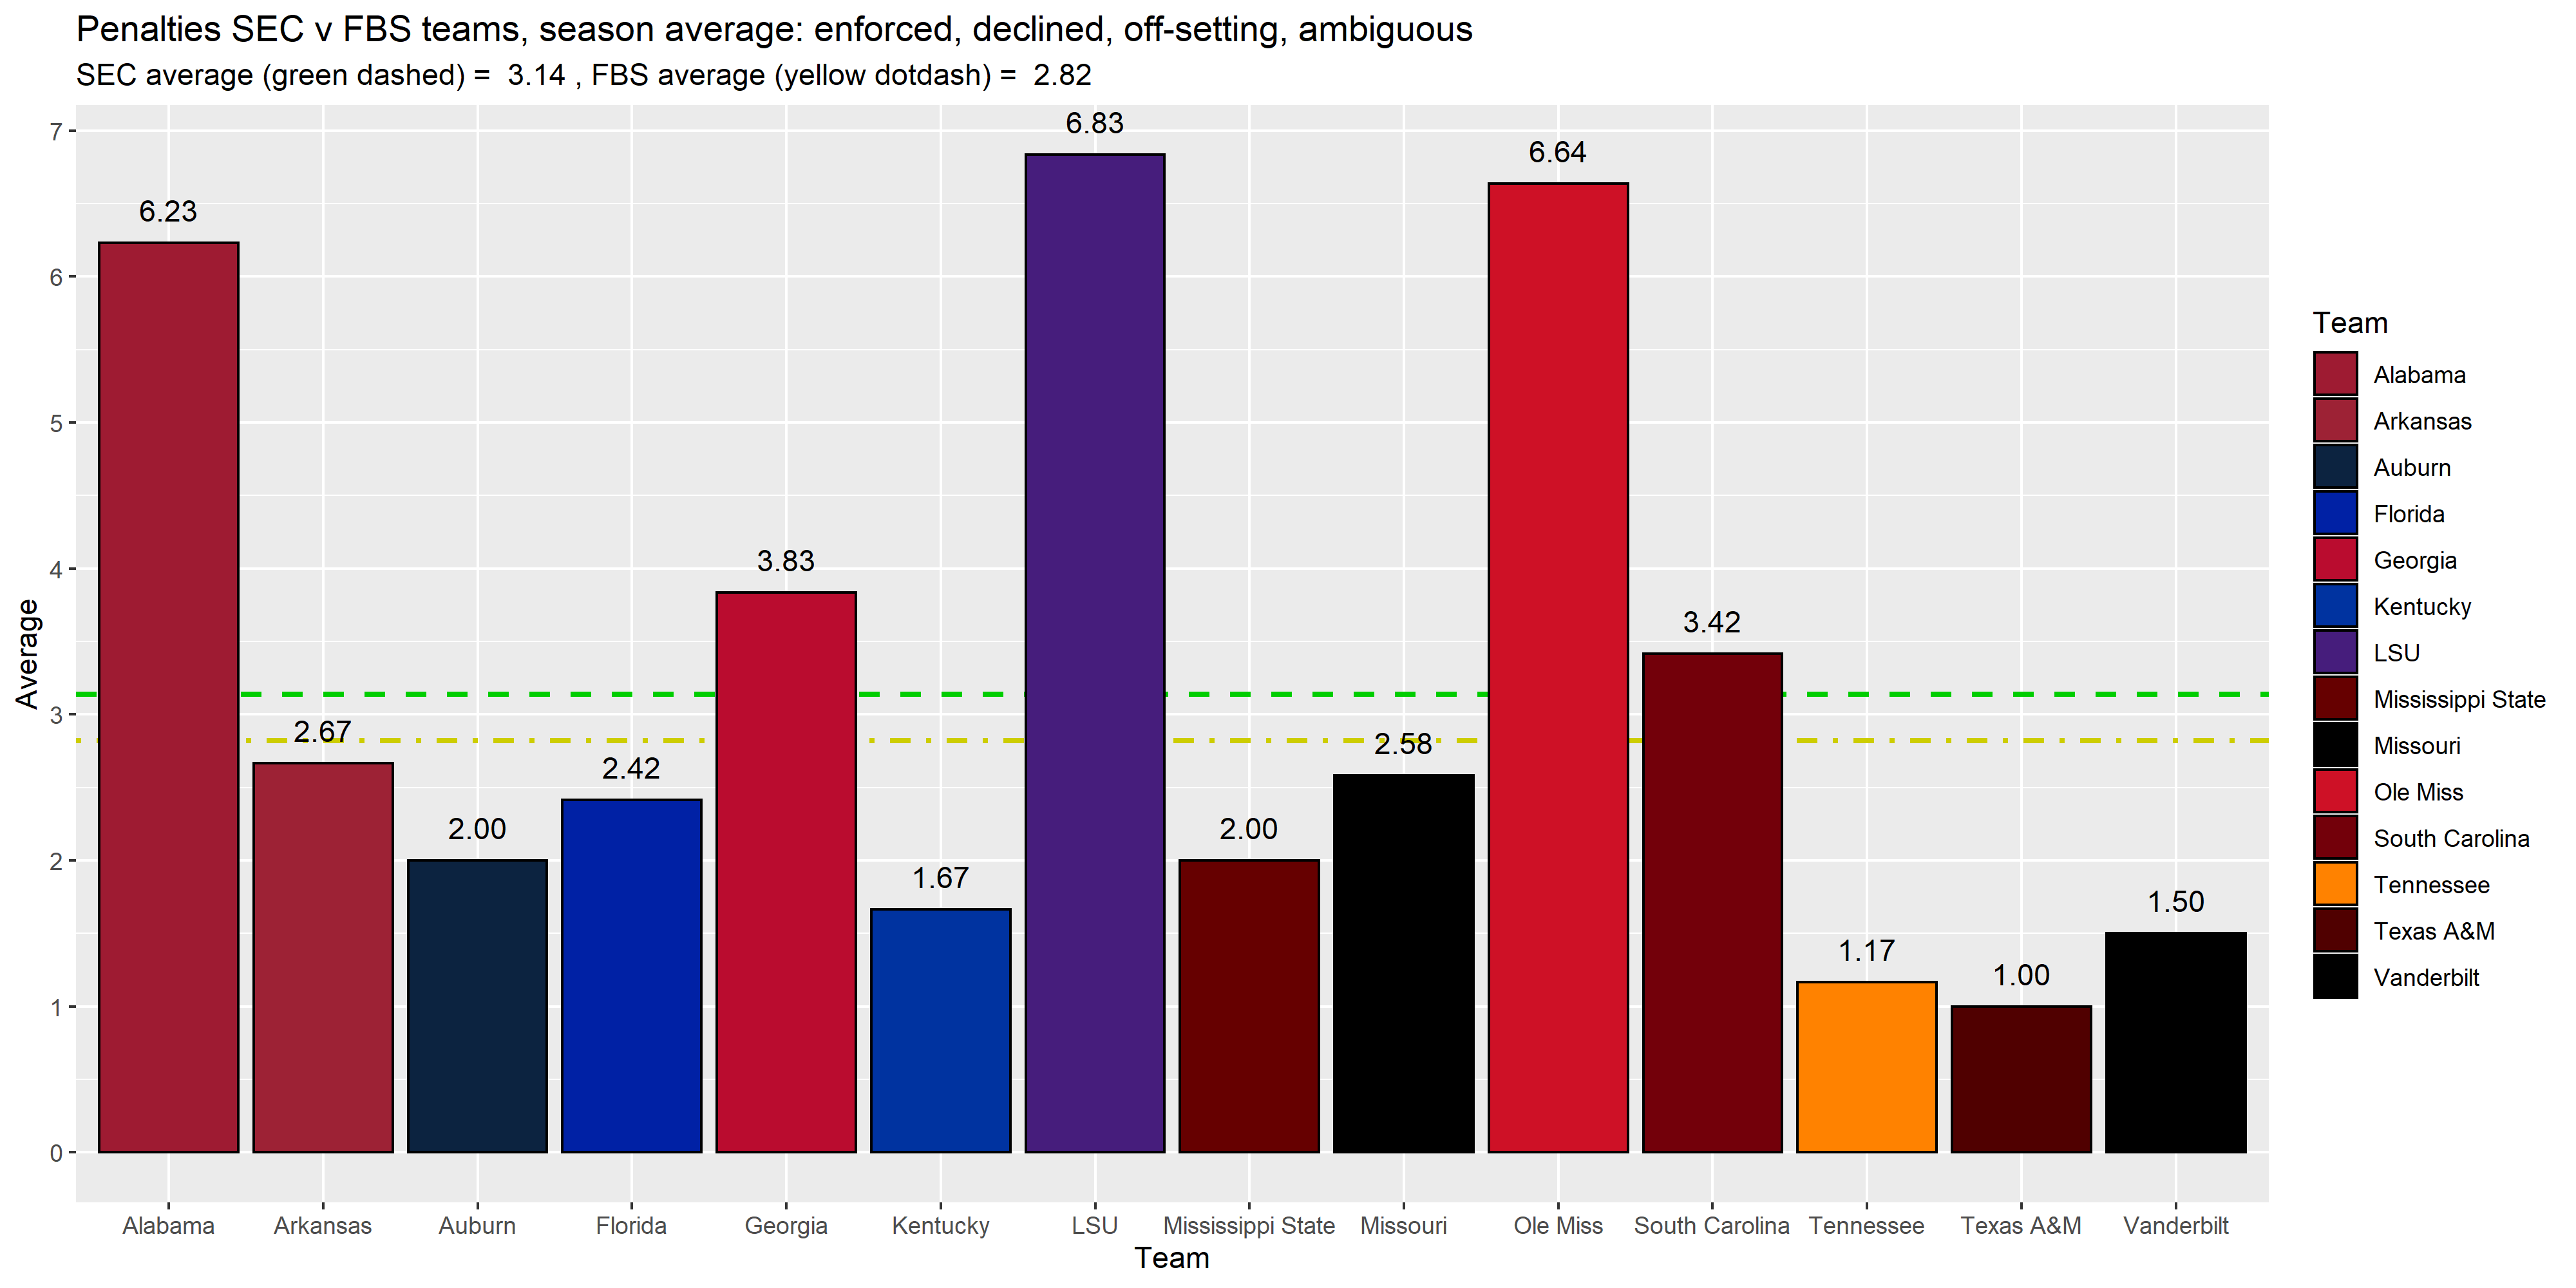 Penalties SEC v FBS teams, season average: enforced, declined, off-setting, ambiguous
SEC average (green dashed) =  3.14 , FBS average (yellow dotdash) =  2.82
7
6
5
4
3
2
1
0
Average
6.23
2.67
2.00
2.42
3.83
1.67
6.83
2.00
2.58
6.64
3.42
1.17
1.00
1.50
Alabama
Arkansas
Auburn
Florida
Georgia
Kentucky
LSU
Mississippi State
Missouri
Ole Miss
South Carolina
Tennessee
Texas A&M
Vanderbilt
Team
Team
Alabama
Arkansas
Auburn
Florida
Georgia
Kentucky
LSU
Mississippi State
Missouri
Ole Miss
South Carolina
Tennessee
Texas A&M
Vanderbilt